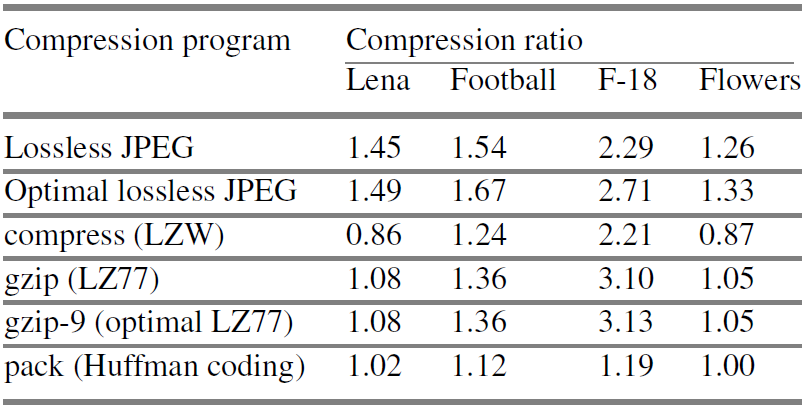 Compression program Compression ratio
Lena Football F-18 Flowers
Lossless JPEG 1.45 1.54 2.29 1.26
Optimal lossless JPEG 1.49 1.67 2.71 1.33
compress (LZW) 0.86 1.24 2.21 0.87
gzip (LZ77) 1.08 1.36 3.10 1.05
gzip-9 (optimal LZ77) 1.08 1.36 3.13 1.05
pack (Huffman coding) 1.02 1.12 1.19 1.00